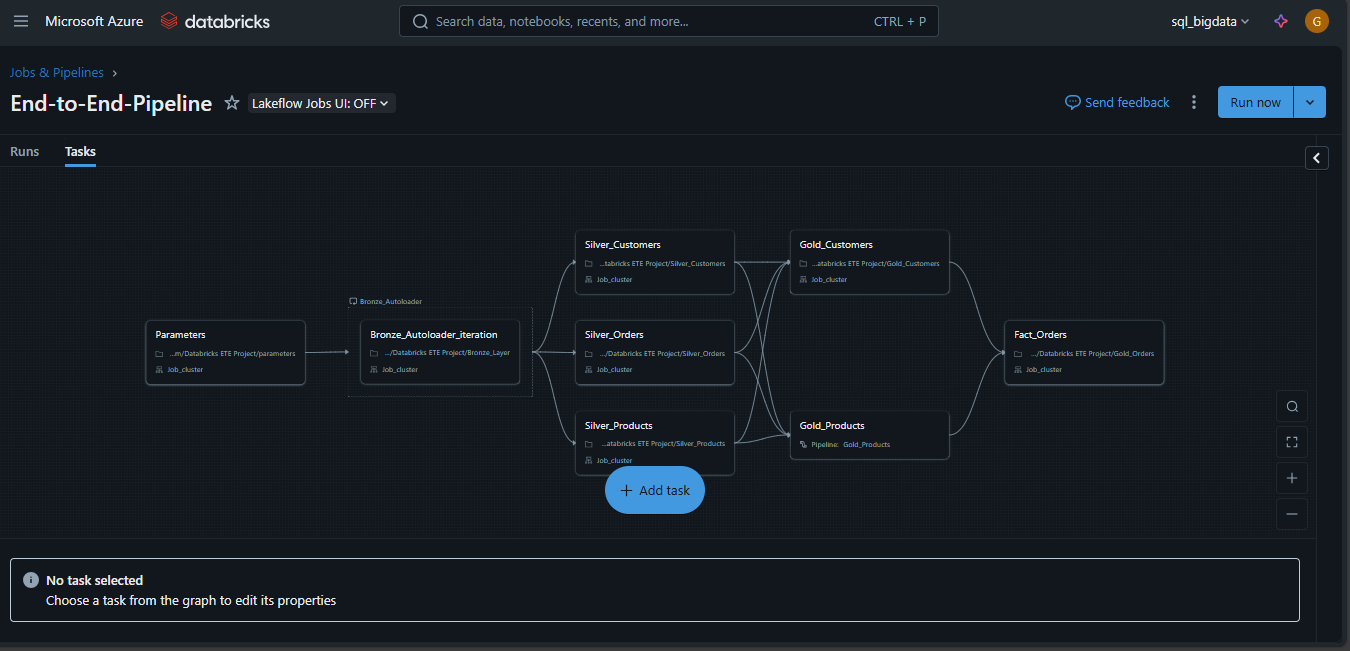 Microsoft Azure databricks Search data, notebooks, recents, and more... CTRL + P sql_bigdata G
Jobs & Pipelines
End-to-End-Pipeline Lakeflow Jobs UI: OFF Send feedback Run now
Runs Tasks
Parameters
...m/Databricks ETE Project/parameters
Job_cluster
Bronze_Autoloader
Bronze_Autoloader_iteration
.../Databricks ETE Project/Bronze_Layer
Job_cluster
Silver_Customers
...tabricks ETE Project/Silver_Customers
Job_cluster
Silver_Orders
.../Databricks ETE Project/Silver_Orders
Job_cluster
Silver_Products
...atabricks ETE Project/Silver_Products
Job_cluster
Gold_Customers
...atabricks ETE Project/Gold_Customers
Job_cluster
Gold_Products
Pipeline: Gold_Products
Fact_Orders
.../Databricks ETE Project/Gold_Orders
Job_cluster
+ Add task
No task selected
Choose a task from the graph to edit its properties